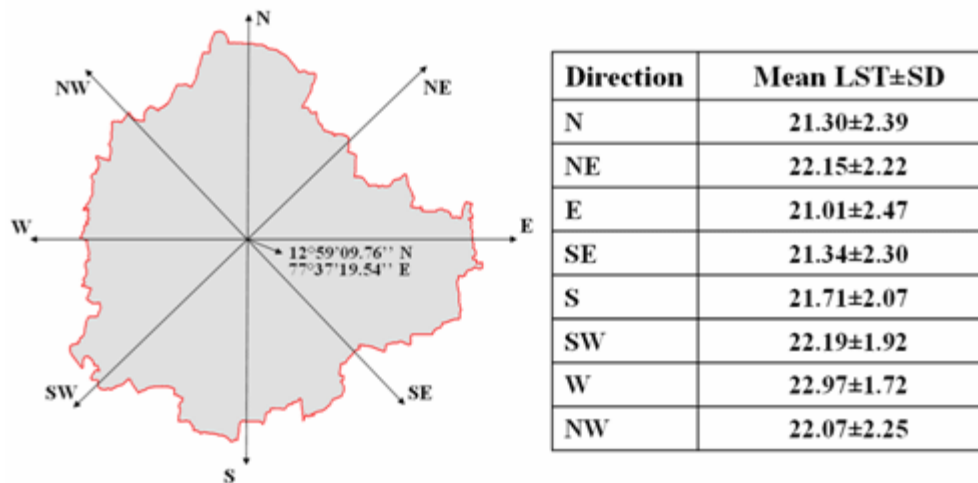 N
NW
NE
W
E
12°59'09.76'' N
77°37'19.54'' E
SW
SE
S
Direction Mean LST±SD
N 21.30±2.39
NE 22.15±2.22
E 21.01±2.47
SE 21.34±2.30
S 21.71±2.07
SW 22.19±1.92
W 22.97±1.72
NW 22.07±2.25